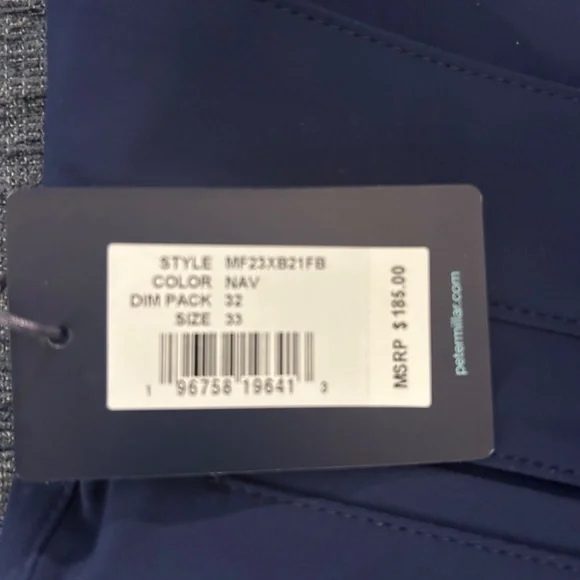 STYLE MF23XB21FB
COLOR NAV
DIM PACK 32
SIZE 33
1 96758 19641 3
MSRP $185.00
petermillar.com